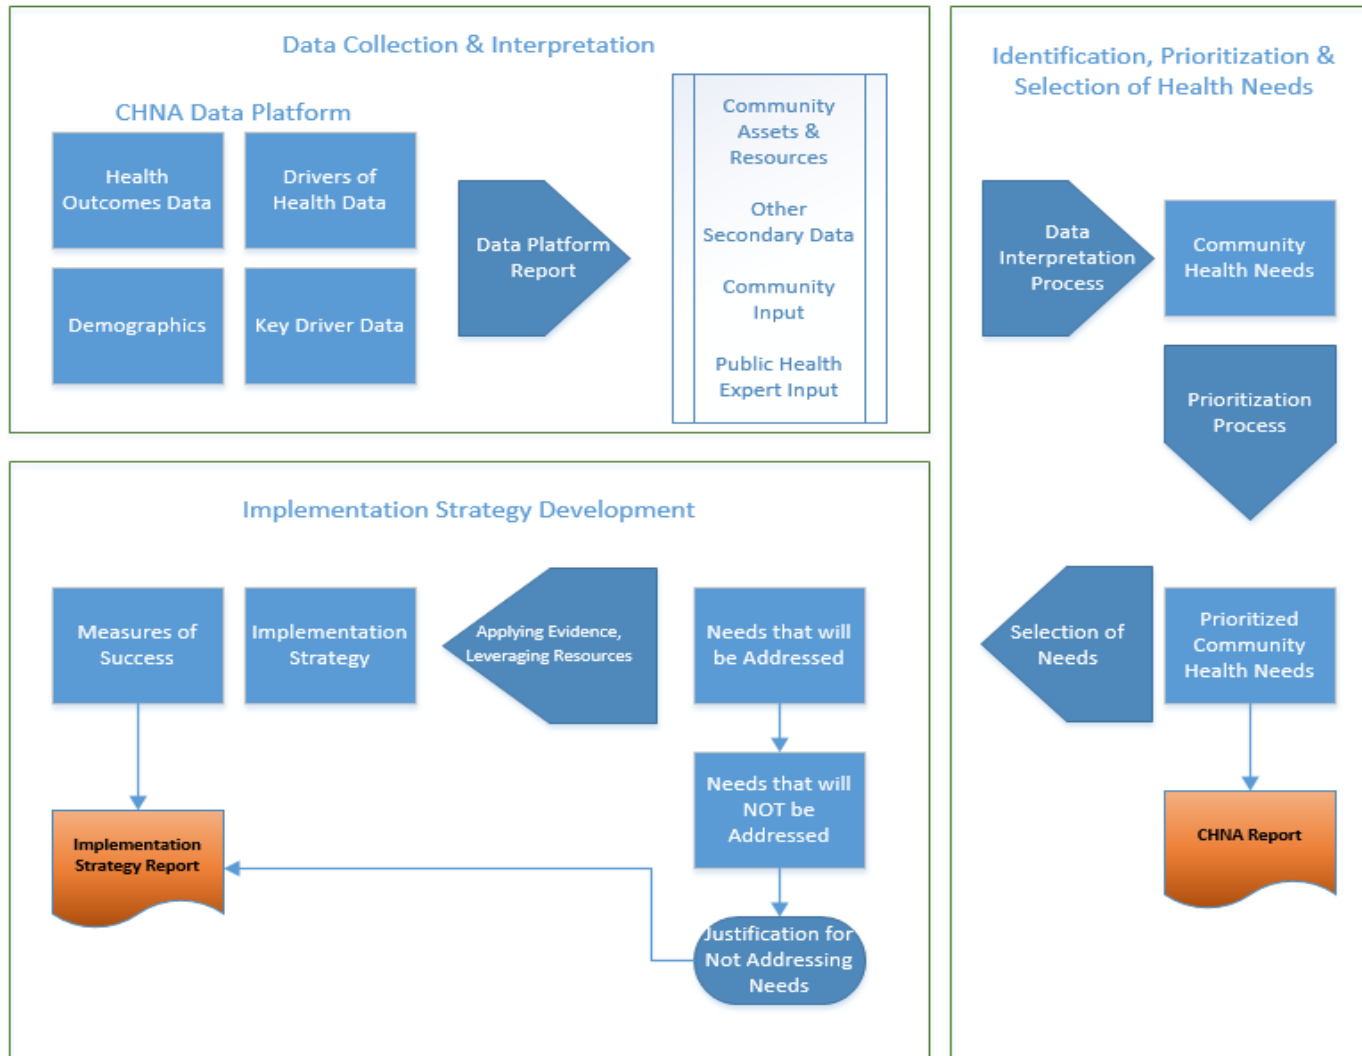 Data Collection & Interpretation
CHNA Data Platform
Health
Outcomes Data
Drivers of
Health Data
Demographics
Key Driver Data
Data Platform
Report
Community
Assets &
Resources
Other
Secondary Data
Community
Input
Public Health
Expert Input
Identification, Prioritization &
Selection of Health Needs
Data
Interpretation
Process
Community
Health Needs
Prioritization
Process
Prioritized
Community
Health Needs
Selection of
Needs
CHNA Report
Implementation Strategy Development
Needs that will
be Addressed
Applying Evidence,
Leveraging Resources
Implementation
Strategy
Measures of
Success
Needs that will
NOT be
Addressed
Justification for
Not Addressing
Needs
Implementation
Strategy Report